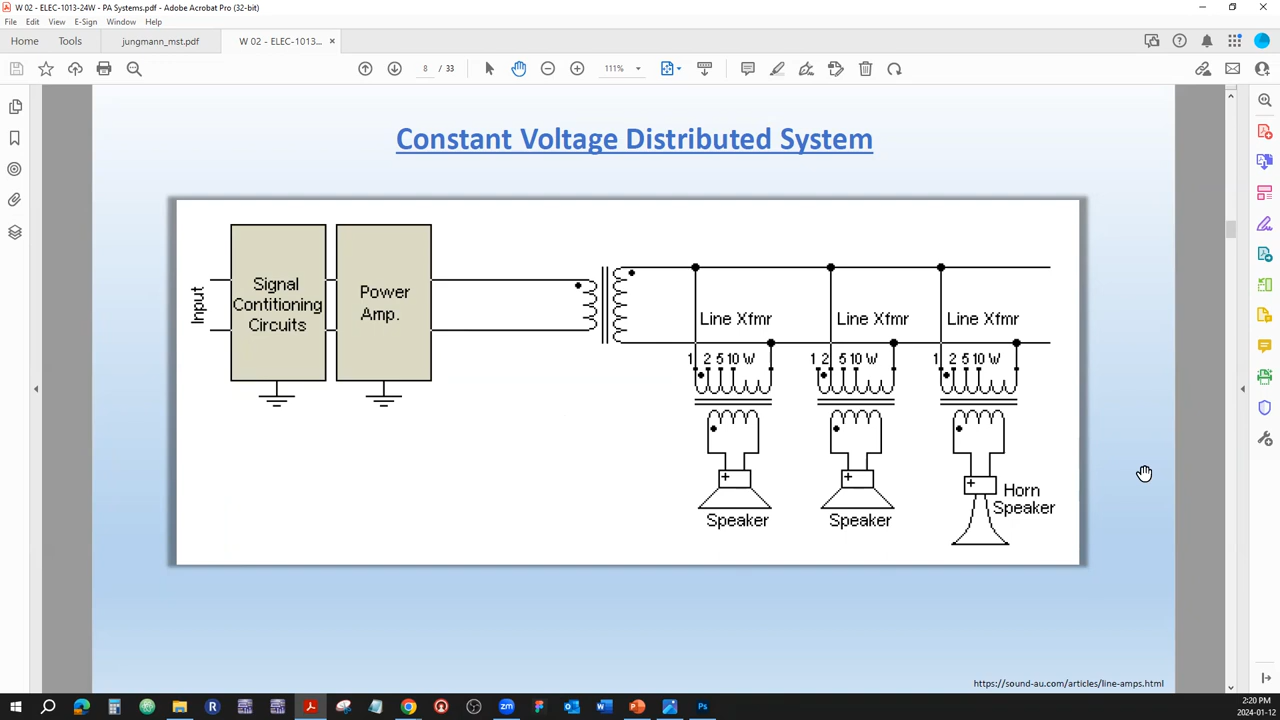 W 02 - ELEC-1013-24W - PA Systems.pdf - Adobe Acrobat Pro (32-bit)
File Edit View E-Sign Window Help
Home Tools jungmann_mst.pdf W 02 - ELEC-1013... ×
8 / 33 111%
Constant Voltage Distributed System
Input
Signal
Contitioning
Circuits
Power
Amp.
Line Xfmr Line Xfmr Line Xfmr
1 2 5 10 W 1 2 5 10 W 1 2 5 10 W
+ + +
Speaker Speaker Horn
Speaker
https://sound-au.com/articles/line-amps.html
2:20 PM
2024-01-12